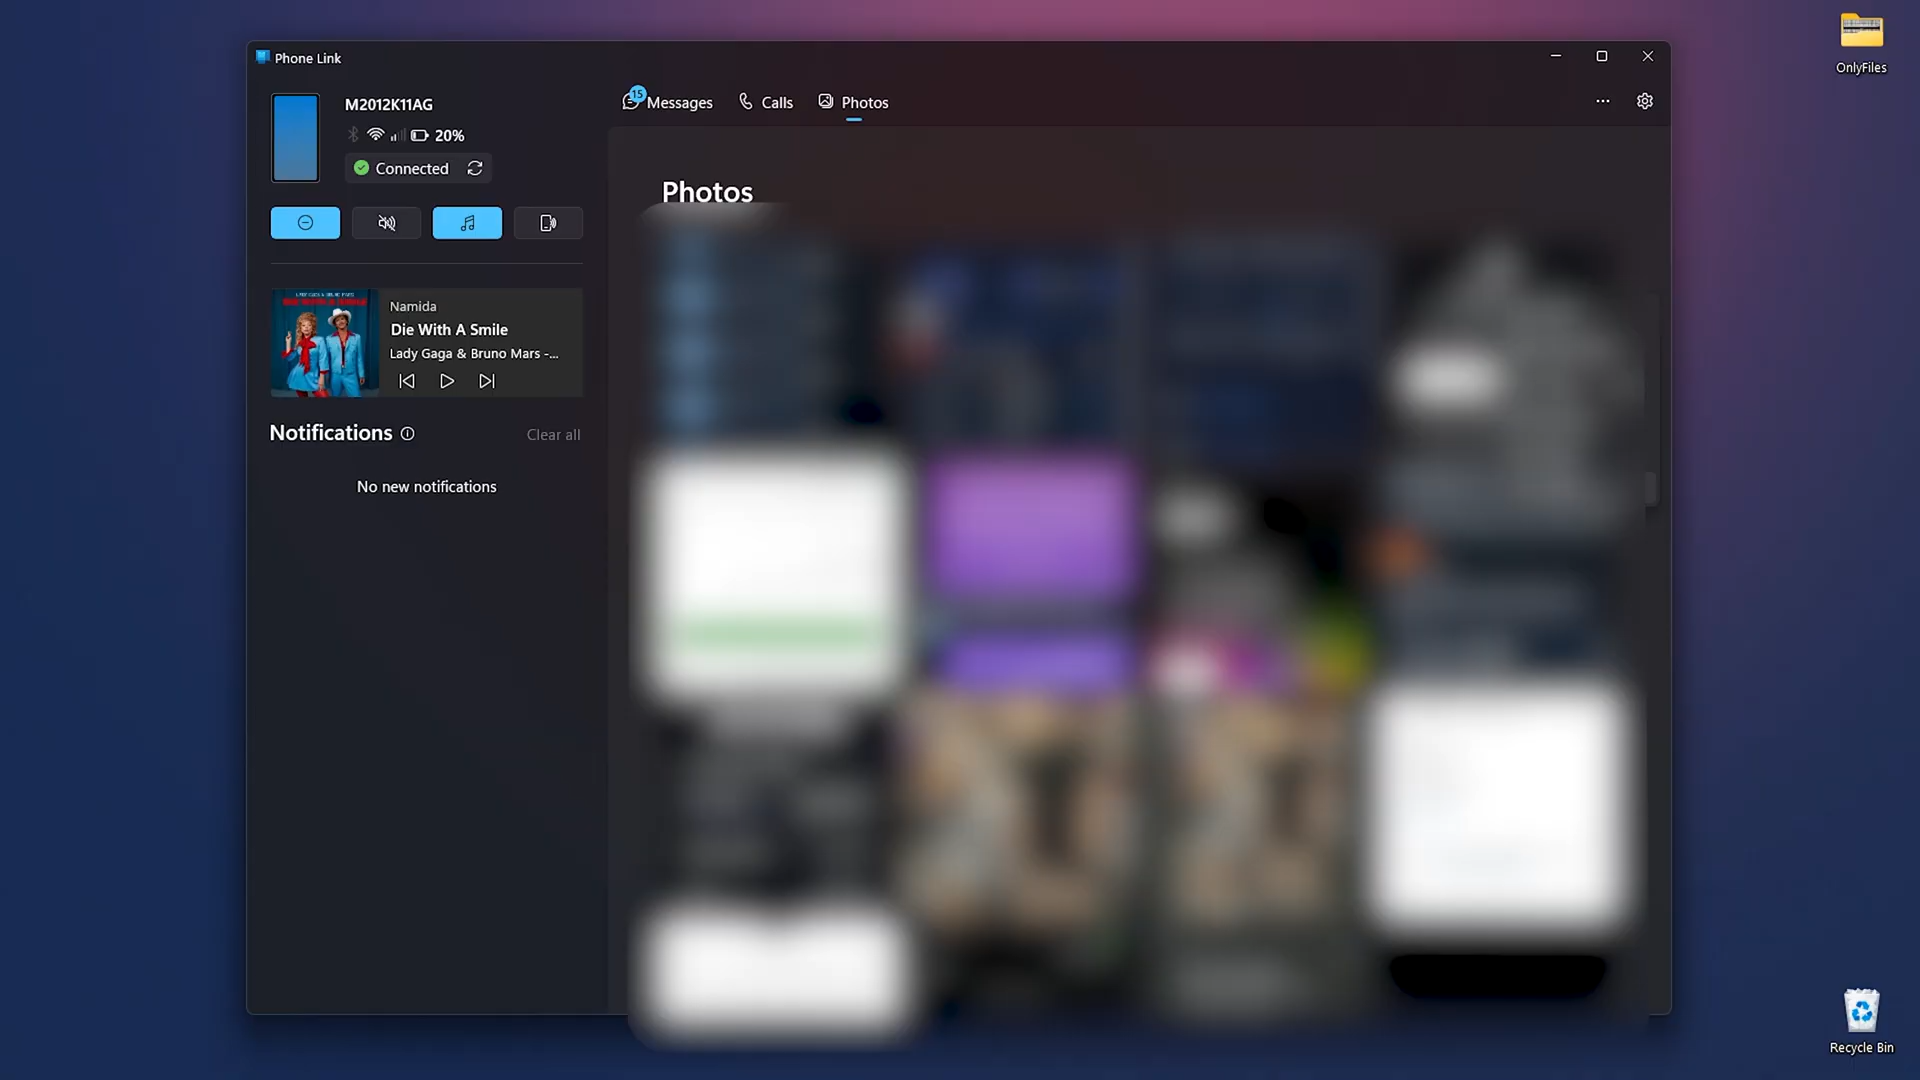 OnlyFiles
Phone Link
M2012K11AG
20%
Connected
15
Messages
Calls
Photos
Photos
Namida
Die With A Smile
Lady Gaga & Bruno Mars -...
Notifications
Clear all
No new notifications
Recycle Bin